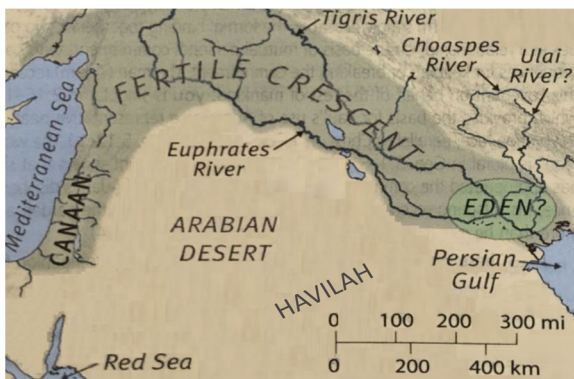 Tigris River
Choaspes
River
Ulai
River?
FERTILE CRESCENT
Mediterranean Sea
Euphrates
River
CANAAN
EDEN?
ARABIAN
DESERT
Persian
Gulf
HAVILAH
0 100 200 300 mi
0 200 400 km
Red Sea